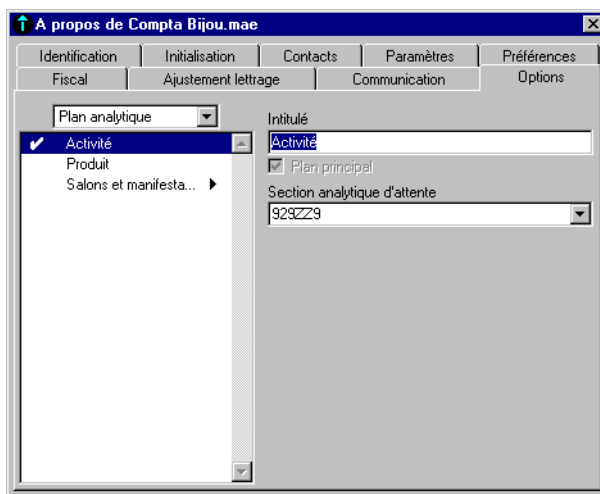 A propos de Compta Bijou.mae
Identification Initialisation Contacts Paramètres Préférences
Fiscal Ajustement lettrage Communication Options
Plan analytique
Intitulé
Activité
Activité
Produit
Plan principal
Salons et manifesta...
Section analytique d'attente
929ZZ9